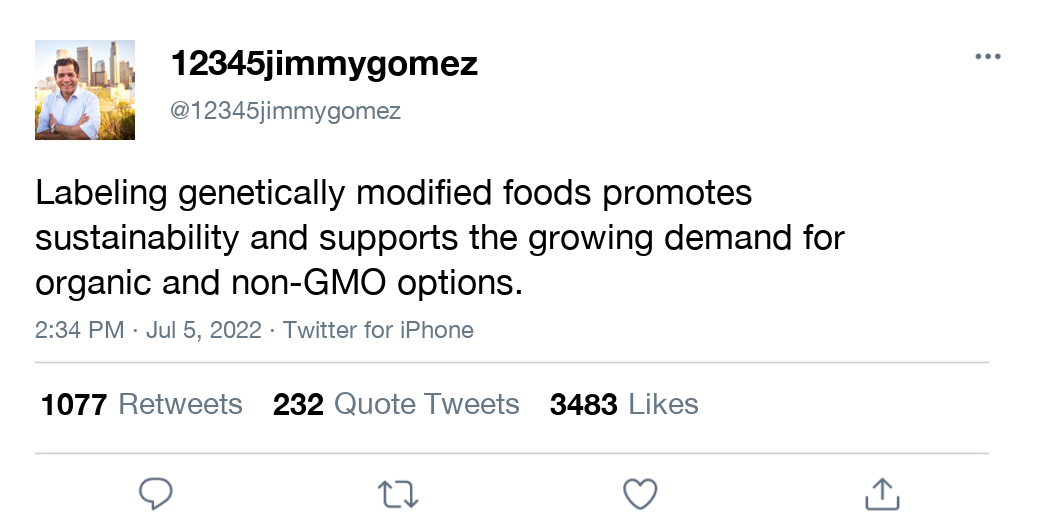 12345jimmygomez
@12345jimmygomez
Labeling genetically modified foods promotes
sustainability and supports the growing demand for
organic and non-GMO options.
2:34 PM · Jul 5, 2022 · Twitter for iPhone
1077 Retweets 232 Quote Tweets 3483 Likes